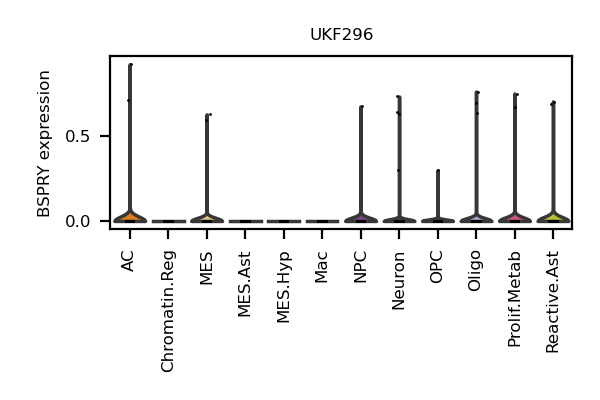 UKF296
BSPRY expression
0.5
0.0
AC
Chromatin.Reg
MES
MES.Ast
MES.Hyp
Mac
NPC
Neuron
OPC
Oligo
Prolif.Metab
Reactive.Ast